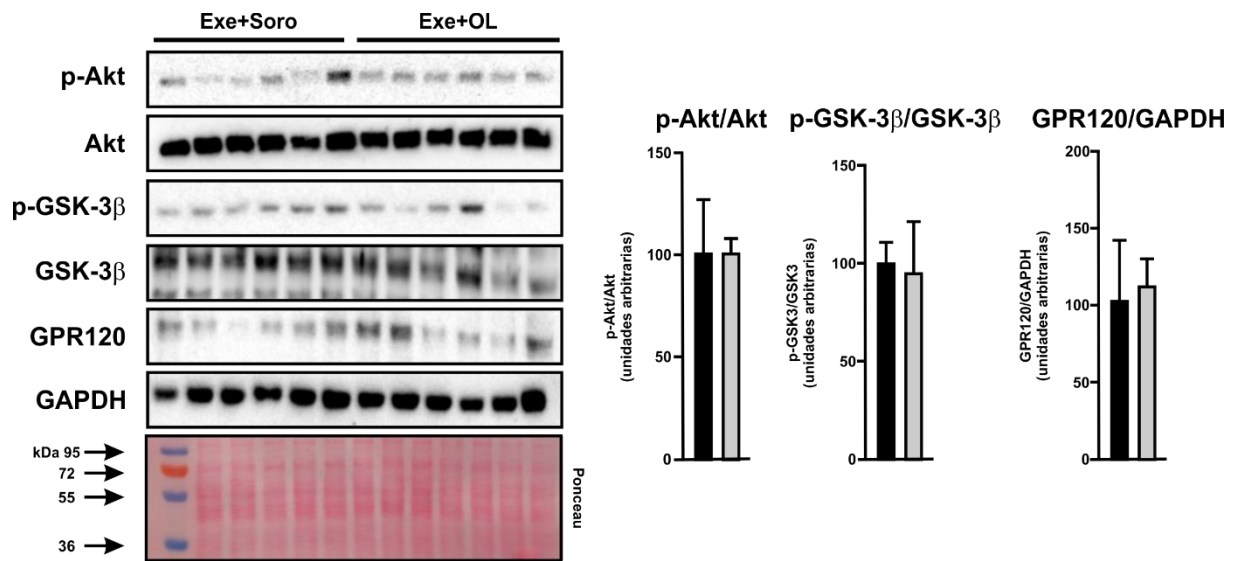 Exe+Soro Exe+OL
p-Akt
Akt
p-GSK-3β
GSK-3β
GPR120
GAPDH
kDa 95
72
55
36
Ponceau
p-Akt/Akt
150
100
50
0
p-Akt/Akt
(unidades arbitrarias)
p-GSK-3β/GSK-3β
150
100
50
0
p-GSK3/GSK3
(unidades arbitrarias)
GPR120/GAPDH
200
150
100
50
0
GPR120/GAPDH
(unidades arbitrarias)